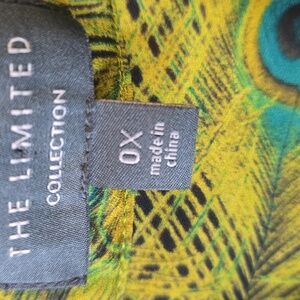 THE LIMITED
COLLECTION
0X
made in
china